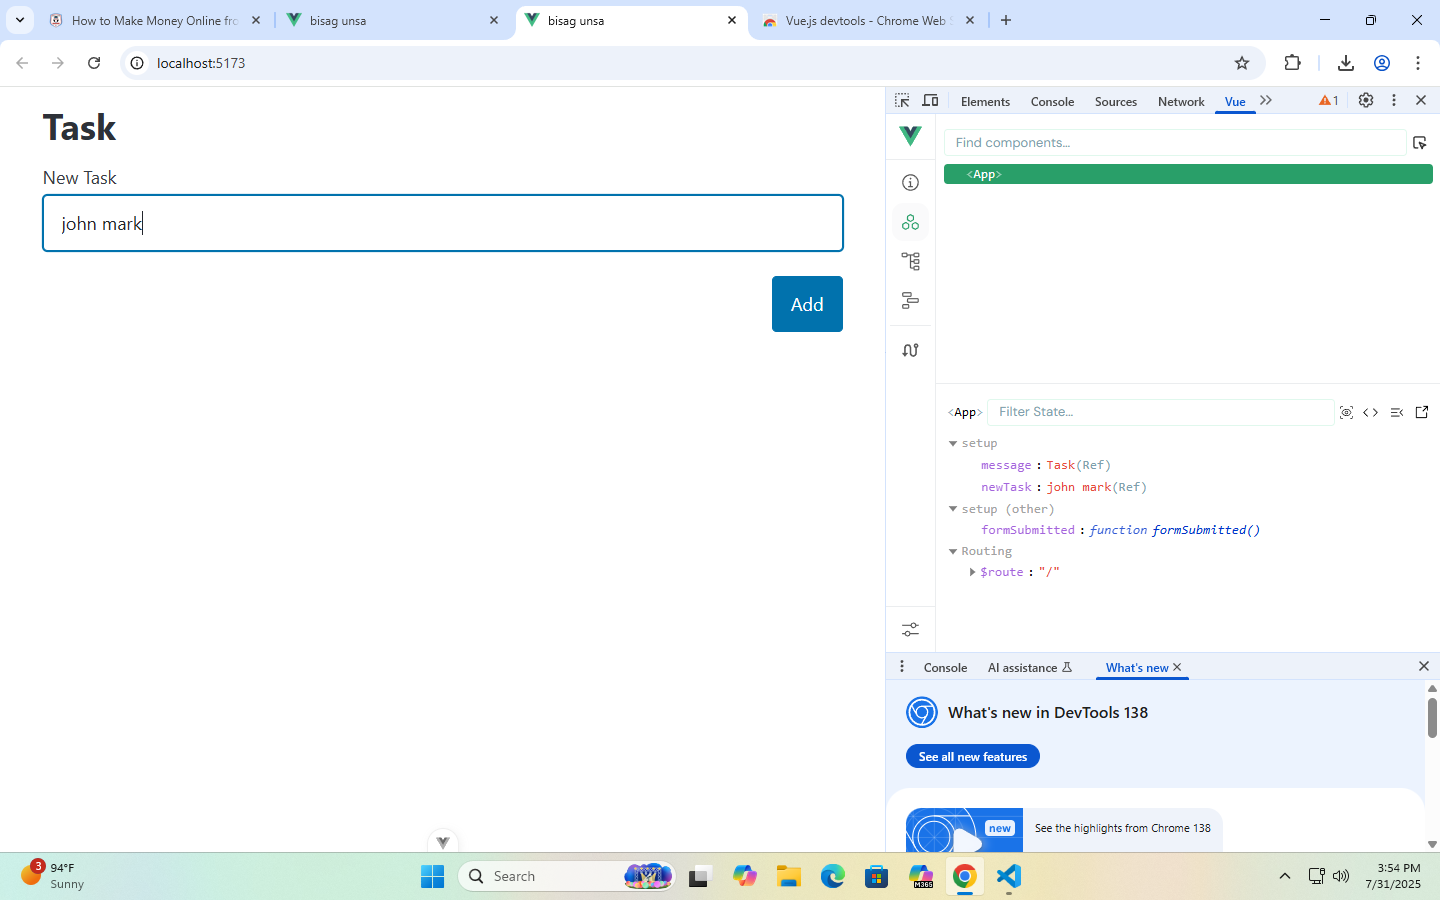 How to Make Money Online fro
bisag unsa
bisag unsa
Vue.js devtools - Chrome Web S
localhost:5173
Task
New Task
john mark
Add
Elements
Console
Sources
Network
Vue
1
Find components...
<App>
<App>
Filter State...
setup
message : Task(Ref)
newTask : john mark(Ref)
setup (other)
formSubmitted : function formSubmitted()
Routing
$route : "/"
Console
AI assistance
What's new
What's new in DevTools 138
See all new features
new
See the highlights from Chrome 138
3
94°F
Sunny
Search
M365
3:54 PM
7/31/2025